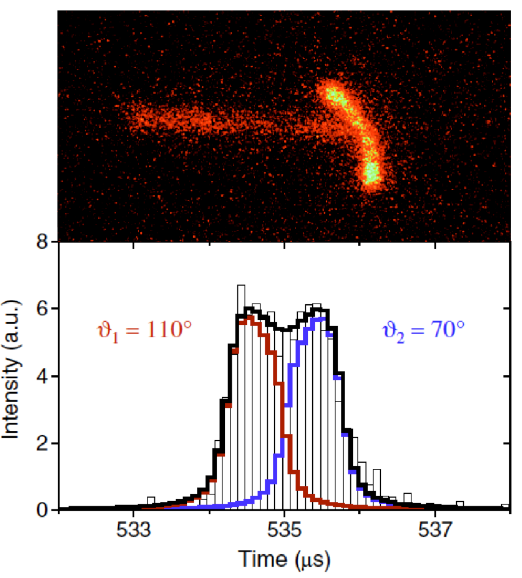 8
6
4
2
0
Intensity (a.u.)
ϑ₁ = 110°
ϑ₂ = 70°
533
535
537
Time (μs)